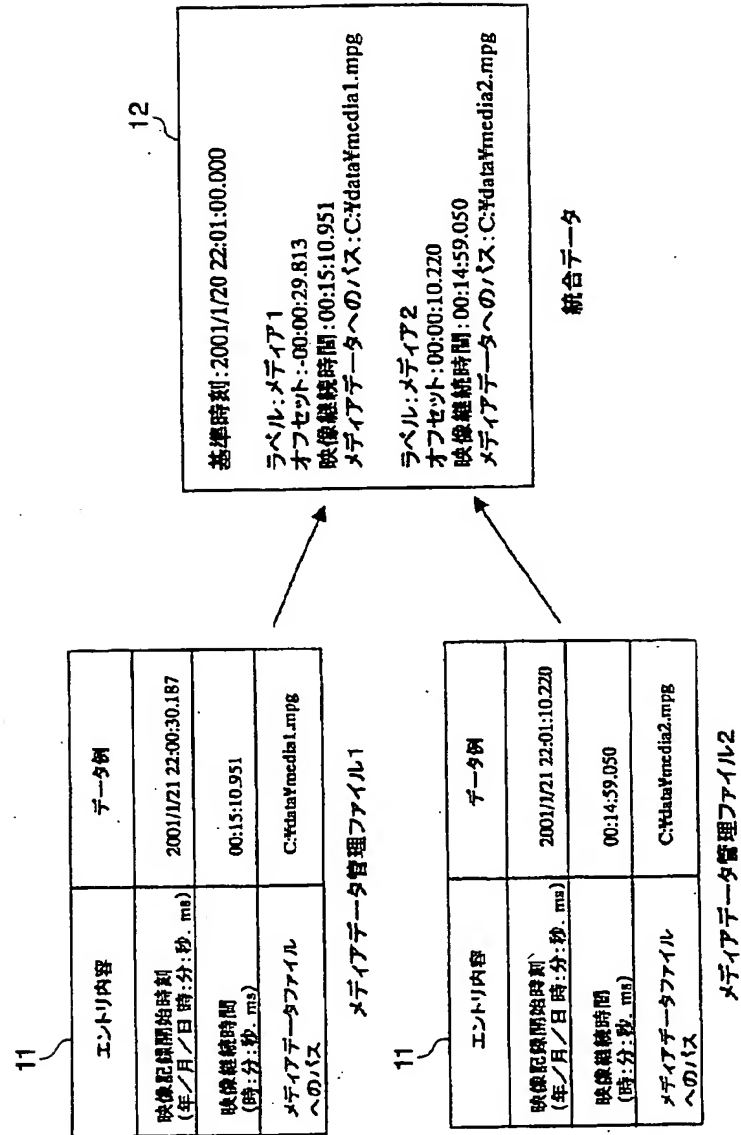 11
エントリ内容
データ例
映像記録開始時刻
(年／月／日 時:分:秒. ms)
2001/1/21 22:00:30.187
映像継続時間
(時:分:秒. ms)
00:15:10.951
メディアデータファイル
へのパス
C:¥data¥media1.mpg
メディアデータ管理ファイル1
11
エントリ内容
データ例
映像記録開始時刻
(年／月／日 時:分:秒. ms)
2001/1/21 22:01:10.220
映像継続時間
(時:分:秒. ms)
00:14:59.050
メディアデータファイル
へのパス
C:¥data¥media2.mpg
メディアデータ管理ファイル2
12
基準時刻:2001/1/20 22:01:00.000
ラベル:メディア1
オフセット:-00:00:29.813
映像継続時間:00:15:10.951
メディアデータへのパス:C:¥data¥media1.mpg
ラベル:メディア2
オフセット:00:00:10.220
映像継続時間:00:14:59.050
メディアデータへのパス:C:¥data¥media2.mpg
統合データ